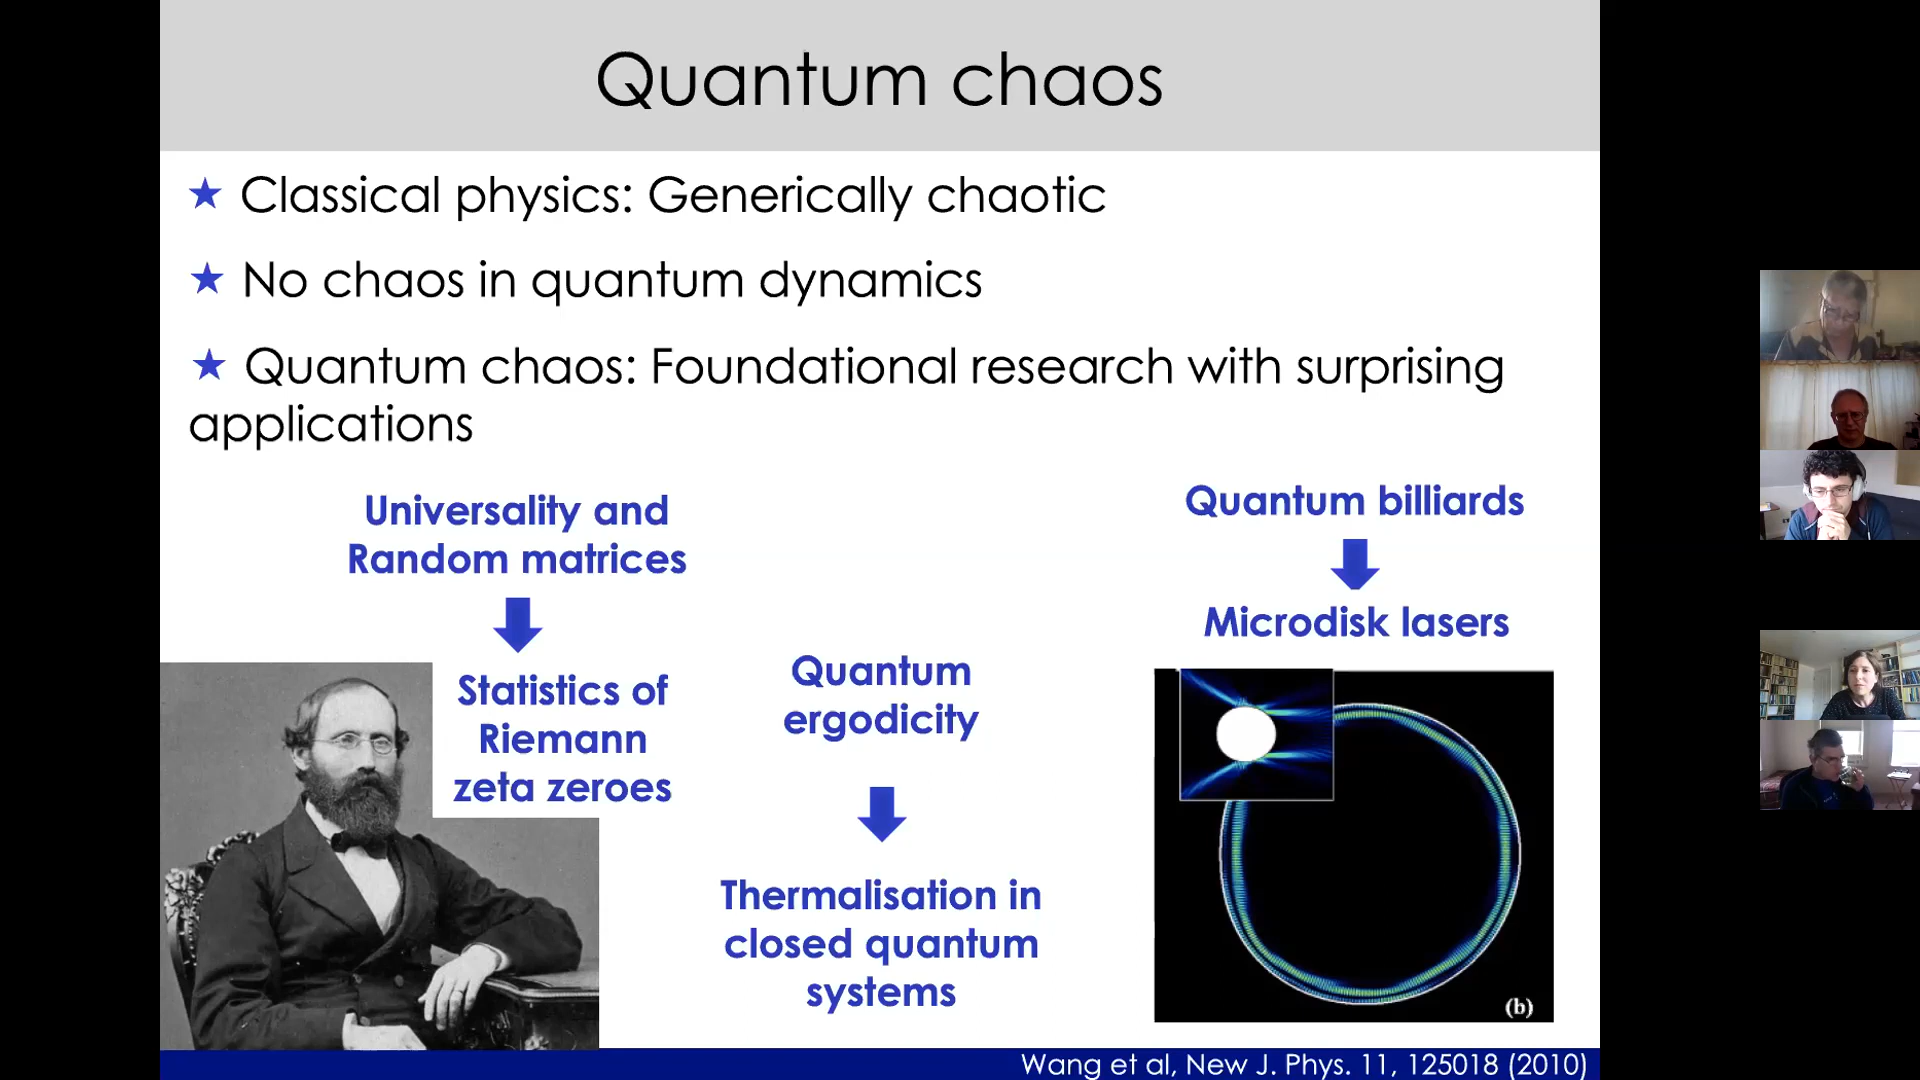 Quantum chaos
★ Classical physics: Generically chaotic
★ No chaos in quantum dynamics
★ Quantum chaos: Foundational research with surprising
applications
Universality and
Random matrices
Statistics of
Riemann
zeta zeroes
Quantum
ergodicity
Thermalisation in
closed quantum
systems
Quantum billiards
Microdisk lasers
(b)
Wang et al, New J. Phys. 11, 125018 (2010)